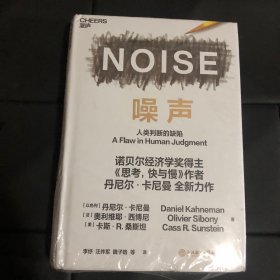 CHEERS
湛庐
NOISE
噪声
人类判断的缺陷
A Flaw in Human Judgment
诺贝尔经济学奖得主
《思考，快与慢》作者
丹尼尔·卡尼曼 全新力作
[以色列] 丹尼尔·卡尼曼 Daniel Kahneman
[法] 奥利维耶·西博尼 Olivier Sibony 著
[美] 卡斯·R.桑斯坦 Cass R. Sunstein
李纾 汪祚军 魏子晗 等 译